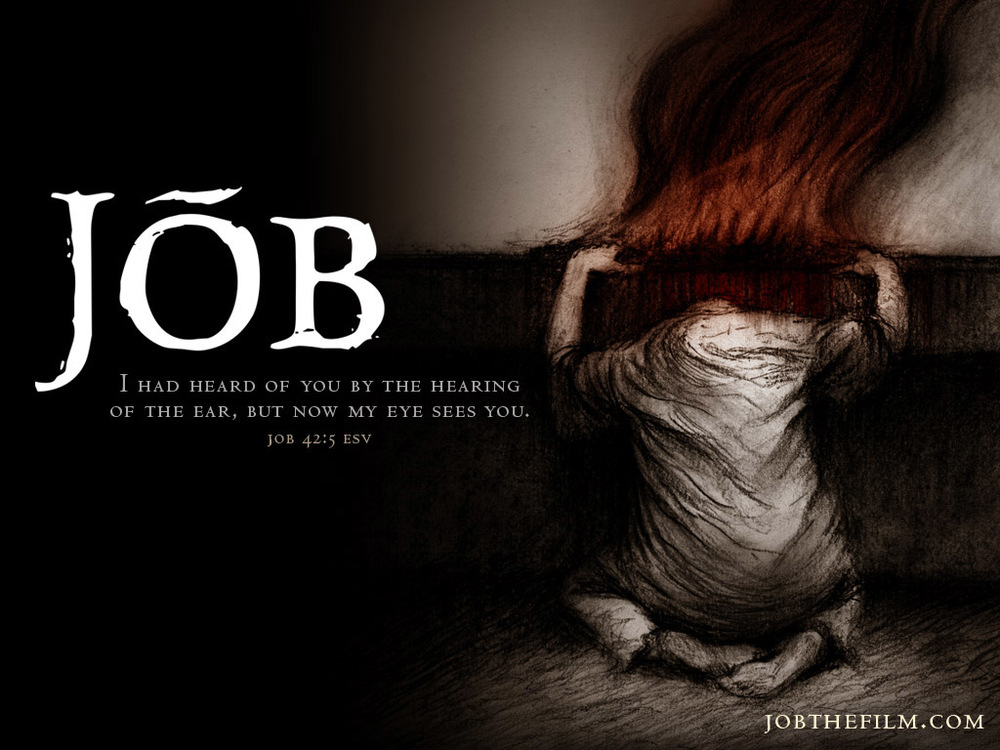 JŌB
I HAD HEARD OF YOU BY THE HEARING
OF THE EAR, BUT NOW MY EYE SEES YOU.
JOB 42:5 ESV
JOBTHEFILM.COM